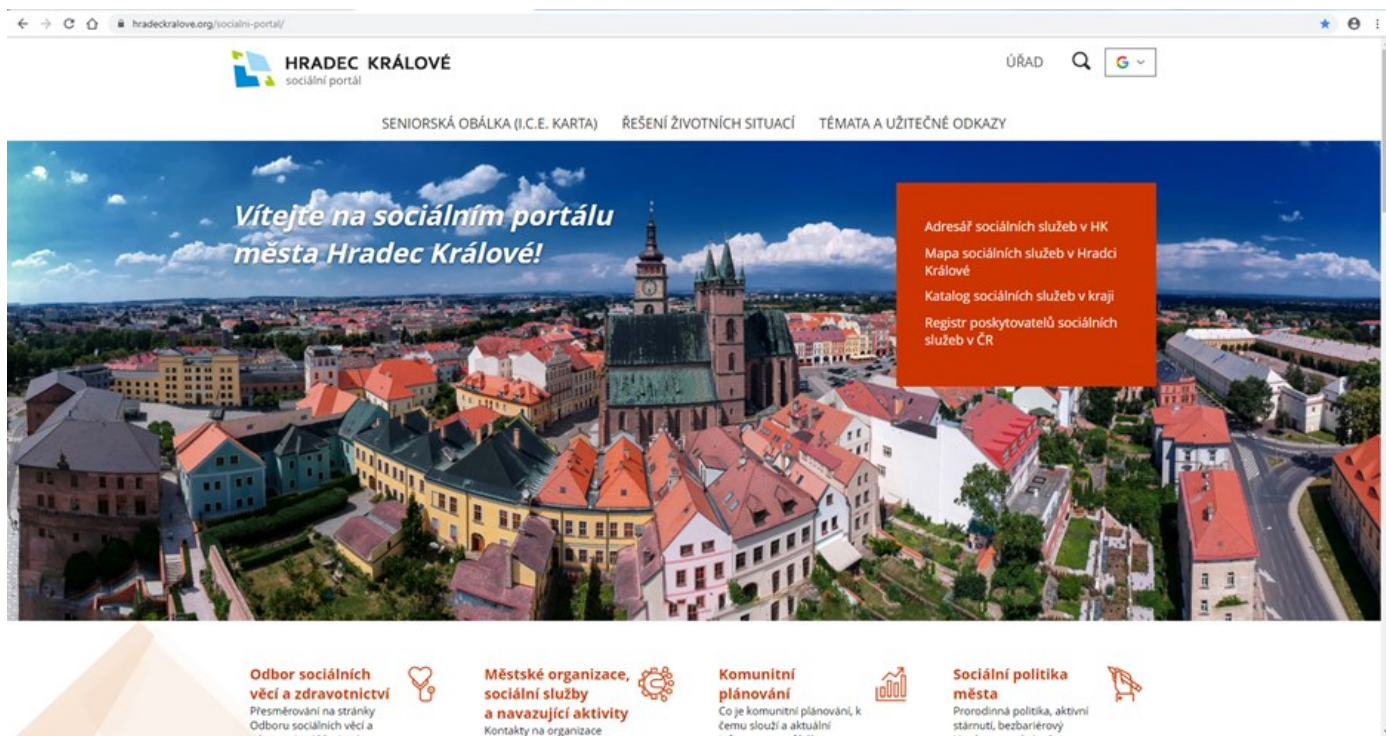 hradeckralove.org/socialni-portal/
HRADEC KRÁLOVÉ
sociální portál
ÚŘAD
G
SENIORSKÁ OBÁLKA (I.C.E. KARTA) ŘEŠENÍ ŽIVOTNÍCH SITUACÍ TÉMATA A UŽITEČNÉ ODKAZY
Vítejte na sociálním portálu
města Hradec Králové!
Adresář sociálních služeb v HK
Mapa sociálních služeb v Hradci
Králové
Katalog sociálních služeb v kraji
Registr poskytovatelů sociálních
služeb v ČR
Odbor sociálních
věcí a zdravotnictví
Přesměrování na stránky
Odboru sociálních věcí a
Městské organizace,
sociální služby
a navazující aktivity
Kontakty na organizace
Komunitní
plánování
Co je komunitní plánování, k
čemu slouží a aktuální
Sociální politika
města
Prorodinná politika, aktivní
stárnutí, bezbariérový